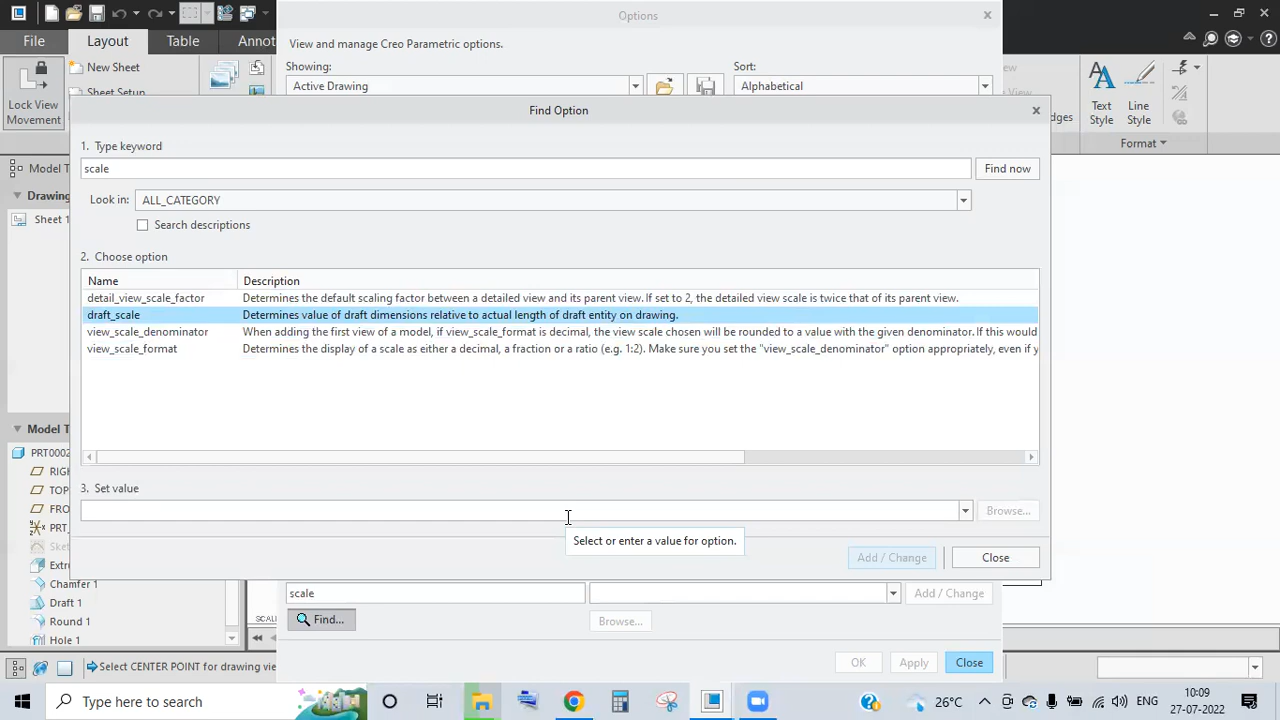 Options
View and manage Creo Parametric options.
Showing:
Sort:
Active Drawing
Alphabetical
File
Layout
Table
Annot
New Sheet
Sheet Setup
Lock View
Movement
Text
Style
Line
Style
Format
Find Option
1. Type keyword
scale
Find now
Look in:
ALL_CATEGORY
Search descriptions
2. Choose option
Name
Description
detail_view_scale_factor
Determines the default scaling factor between a detailed view and its parent view. If set to 2, the detailed view scale is twice that of its parent view.
draft_scale
Determines value of draft dimensions relative to actual length of draft entity on drawing.
view_scale_denominator
When adding the first view of a model, if view_scale_format is decimal, the view scale chosen will be rounded to a value with the given denominator. If this would
view_scale_format
Determines the display of a scale as either a decimal, a fraction or a ratio (e.g. 1:2). Make sure you set the "view_scale_denominator" option appropriately, even if y
3. Set value
Browse...
Select or enter a value for option.
Add / Change
Close
Model T
Drawing
Sheet 1
Model T
PRT0002
RIGH
TOP
FRO
PRT_
Sket
Extru
Chamfer 1
Draft 1
Round 1
Hole 1
SCALE
scale
Add / Change
Find...
Browse...
OK
Apply
Close
Select CENTER POINT for drawing vie
Type here to search
26°C
ENG
10:09
27-07-2022